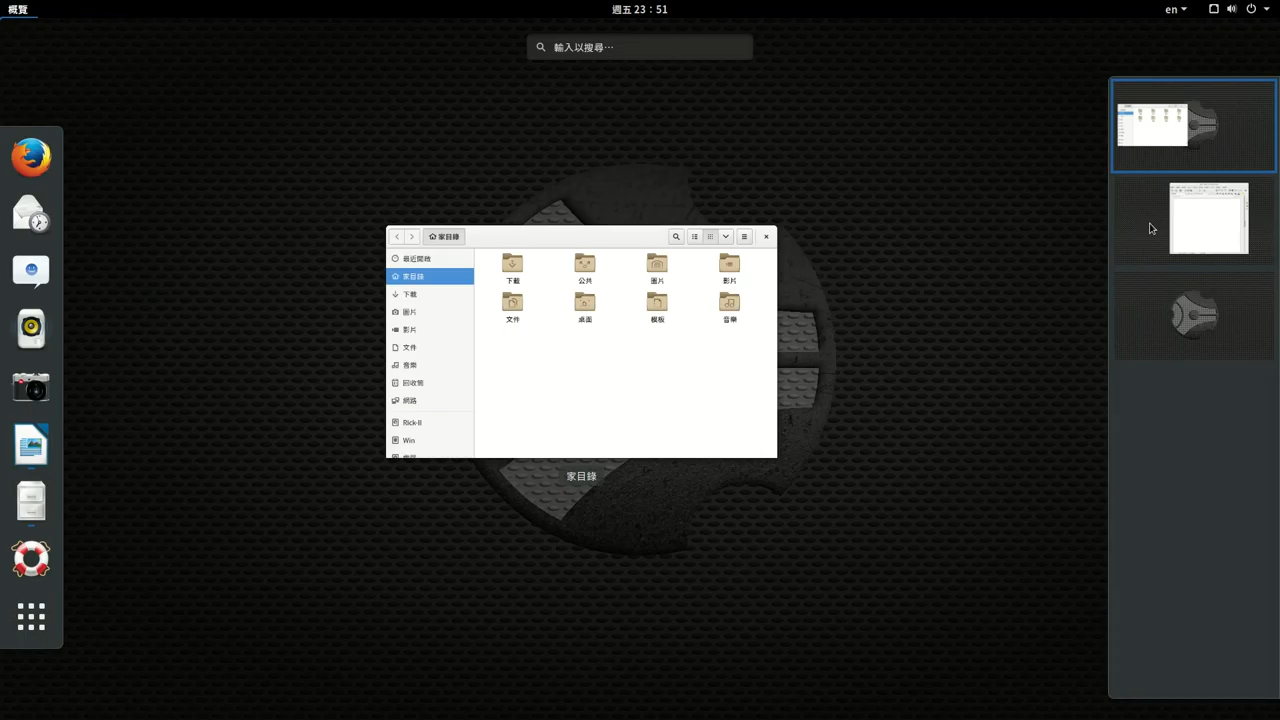 概覽
週五 23：51
en
輸入以搜尋…
家目錄
最近開啟
家目錄
下載
圖片
影片
文件
音樂
回收筒
網路
Rick-II
Win
下載
公共
圖片
影片
文件
桌面
模板
音樂
家目錄